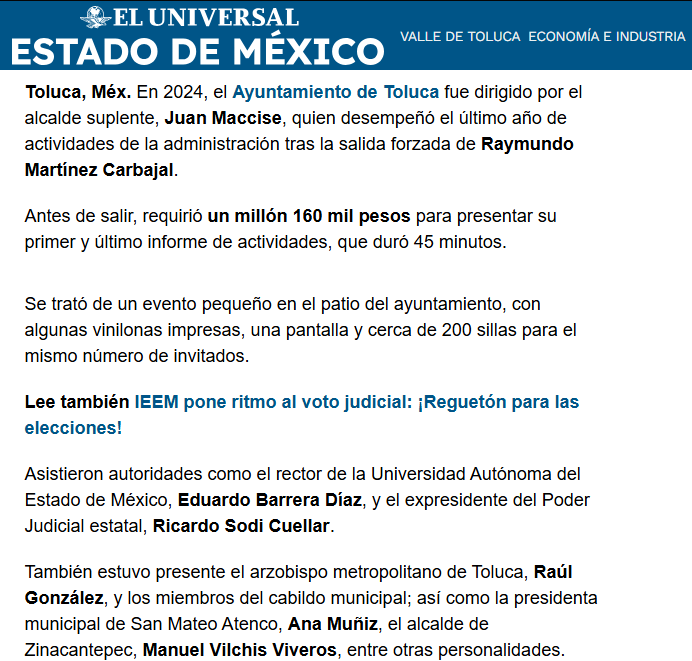 EL UNIVERSAL
ESTADO DE MÉXICO
VALLE DE TOLUCA ECONOMÍA E INDUSTRIA
Toluca, Méx. En 2024, el Ayuntamiento de Toluca fue dirigido por el
alcalde suplente, Juan Maccise, quien desempeñó el último año de
actividades de la administración tras la salida forzada de Raymundo
Martínez Carbajal.
Antes de salir, requirió un millón 160 mil pesos para presentar su
primer y último informe de actividades, que duró 45 minutos.
Se trató de un evento pequeño en el patio del ayuntamiento, con
algunas vinilonas impresas, una pantalla y cerca de 200 sillas para el
mismo número de invitados.
Lee también IEEM pone ritmo al voto judicial: ¡Reguetón para las
elecciones!
Asistieron autoridades como el rector de la Universidad Autónoma del
Estado de México, Eduardo Barrera Díaz, y el expresidente del Poder
Judicial estatal, Ricardo Sodi Cuellar.
También estuvo presente el arzobispo metropolitano de Toluca, Raúl
González, y los miembros del cabildo municipal; así como la presidenta
municipal de San Mateo Atenco, Ana Muñiz, el alcalde de
Zinacantepec, Manuel Vilchis Viveros, entre otras personalidades.